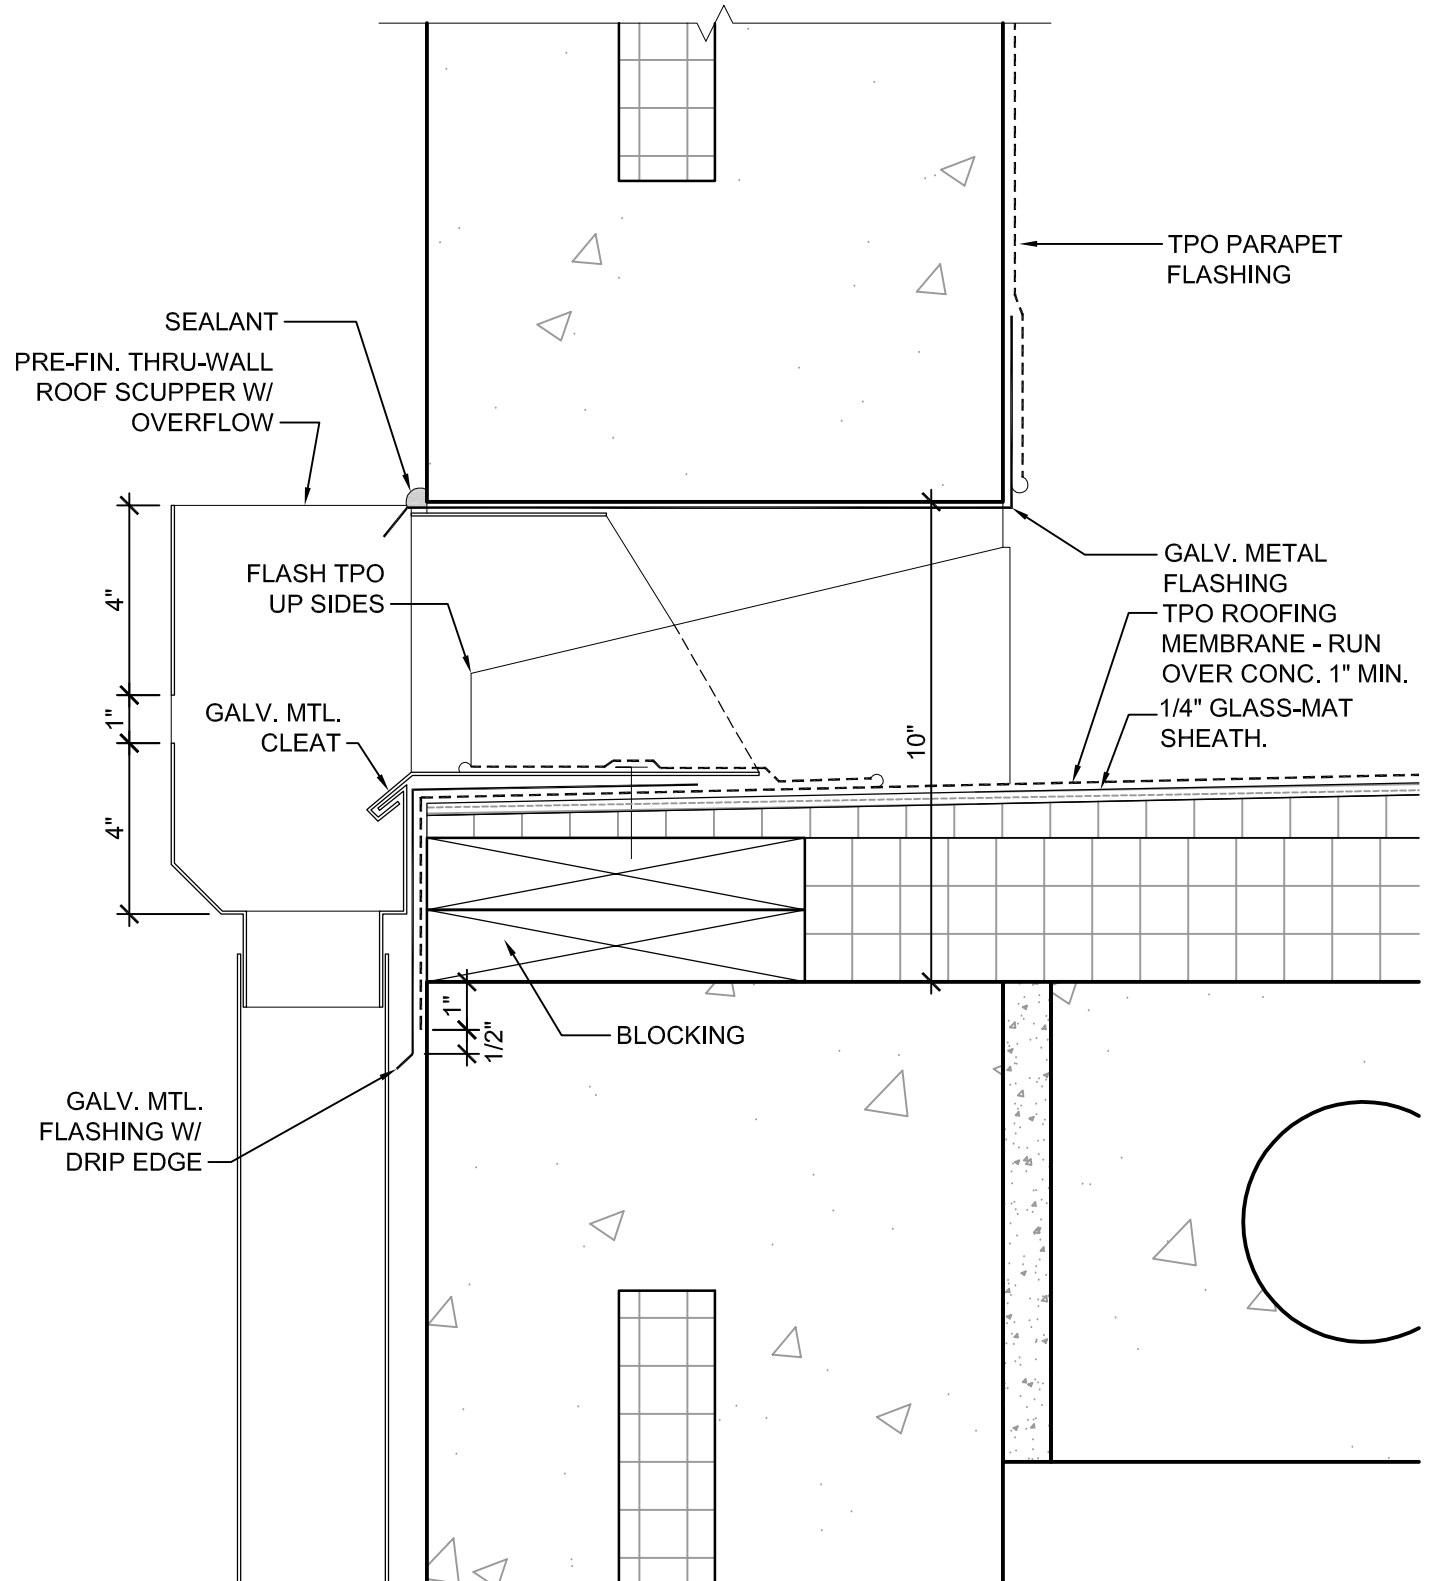 TPO PARAPET
FLASHING
SEALANT
PRE-FIN. THRU-WALL
ROOF SCUPPER W/
OVERFLOW
GALV. METAL
FLASHING
FLASH TPO
UP SIDES
4"
TPO ROOFING
MEMBRANE - RUN
OVER CONC. 1" MIN.
1/4" GLASS-MAT
SHEATH.
1"
GALV. MTL.
CLEAT
10"
4"
1"
1/2"
BLOCKING
GALV. MTL.
FLASHING W/
DRIP EDGE